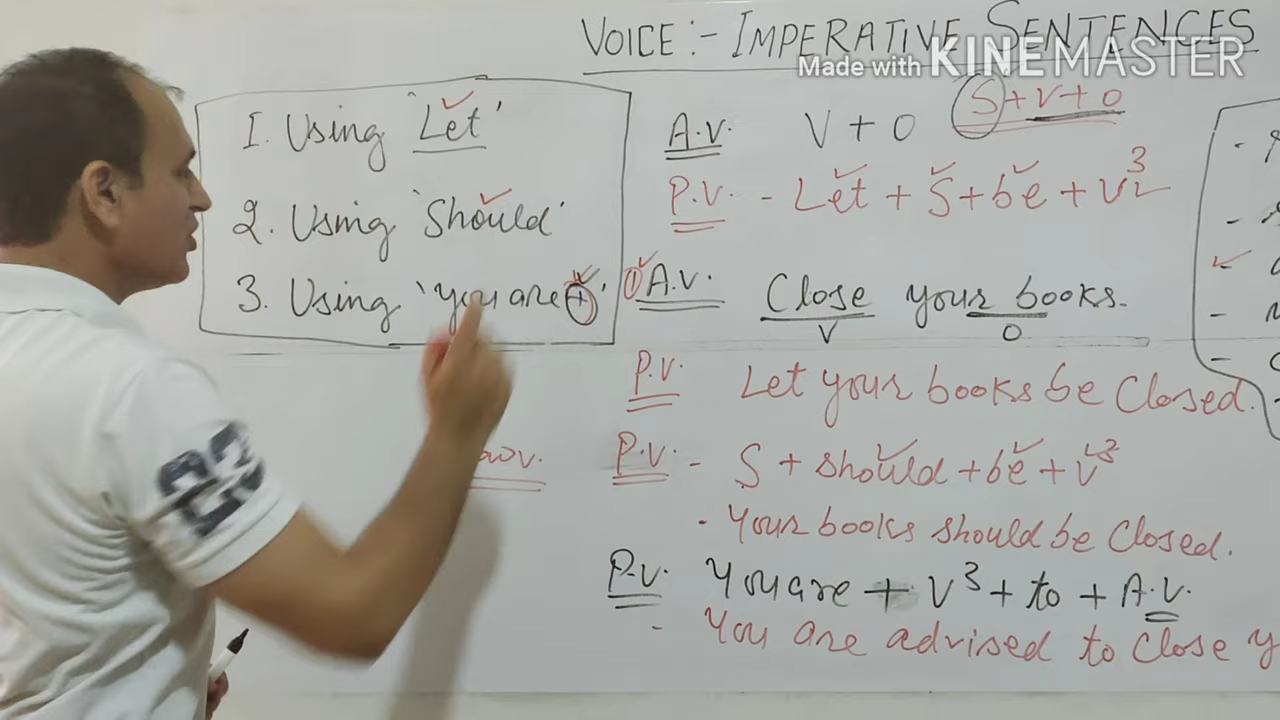 VOICE :- IMPERATIVE SENTENCES
Made with KINEMASTER
1. Using 'Let'
2. Using 'Should'
3. Using 'you are +'
S+V+O
A.V. V + O
P.V. - Let + S + be + V3
① A.V. Close your books.
V O
P.V. Let your books be closed.
P.V. - S + should + be + V3
- Your books should be closed.
P.V. You are + V3 + to + A.V.
- You are advised to close y